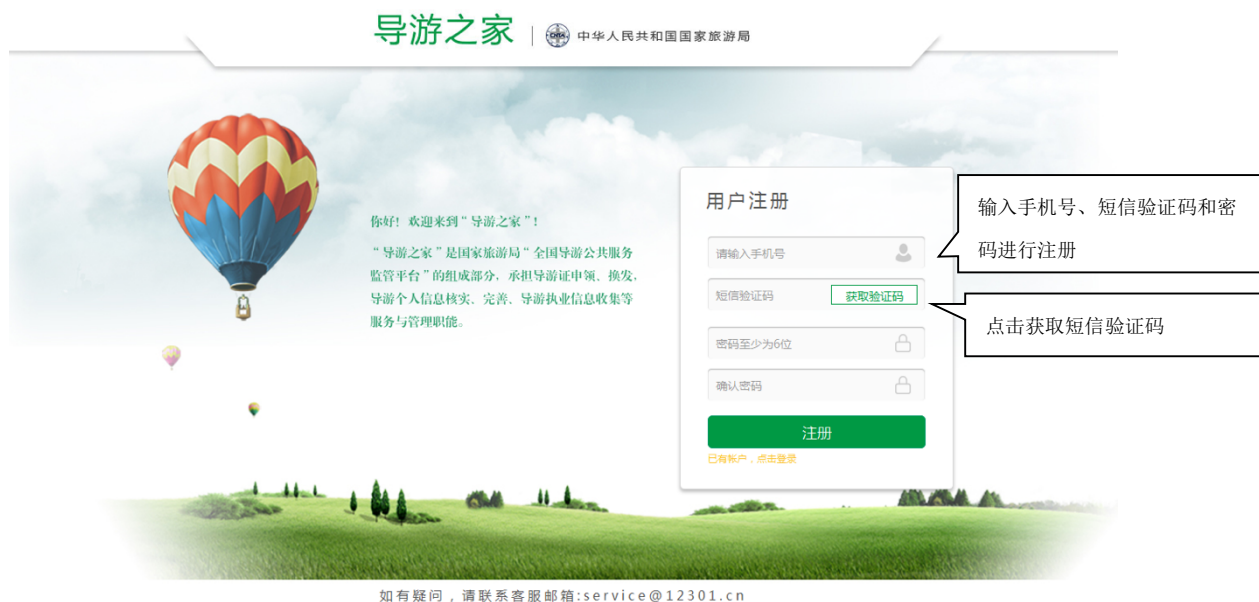 导游之家
CNTA 中华人民共和国国家旅游局
你好！欢迎来到“导游之家”！
“导游之家”是国家旅游局“全国导游公共服务
监管平台”的组成部分，承担导游证申领、换发，
导游个人信息核实、完善、导游执业信息收集等
服务与管理职能。
用户注册
请输入手机号
短信验证码 获取验证码
密码至少为6位
确认密码
注册
已有帐户，点击登录
输入手机号、短信验证码和密
码进行注册
点击获取短信验证码
如有疑问，请联系客服邮箱:service@12301.cn